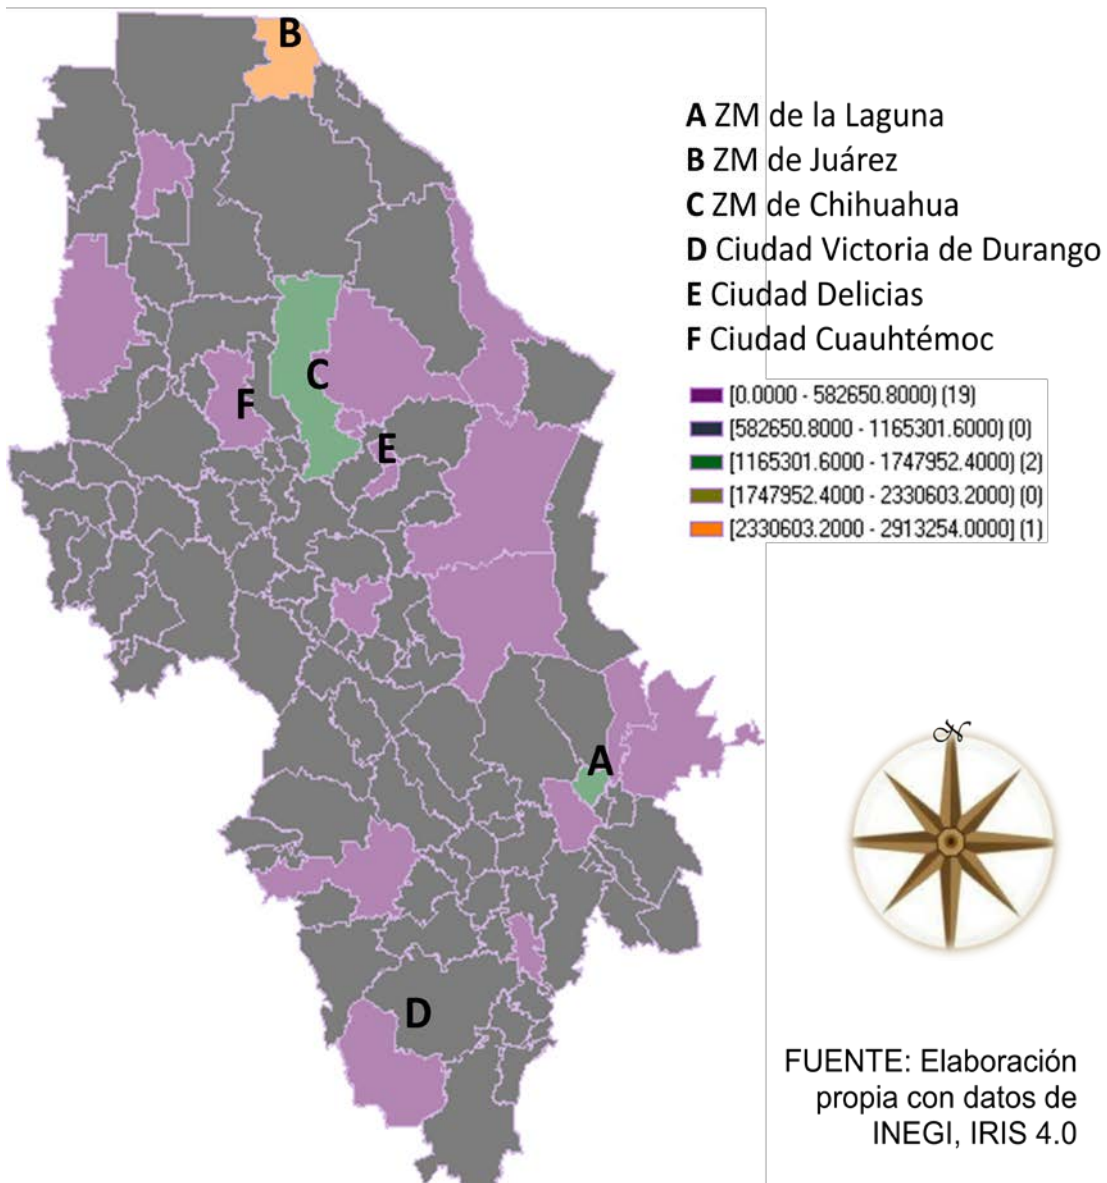 B
A ZM de la Laguna
B ZM de Juárez
C ZM de Chihuahua
D Ciudad Victoria de Durango
E Ciudad Delicias
F Ciudad Cuauhtémoc
C
F
E
[0.0000 - 582650.8000) (19)
[582650.8000 - 1165301.6000) (0)
[1165301.6000 - 1747952.4000) (2)
[1747952.4000 - 2330603.2000) (0)
[2330603.2000 - 2913254.0000] (1)
N
A
D
FUENTE: Elaboración
propia con datos de
INEGI, IRIS 4.0